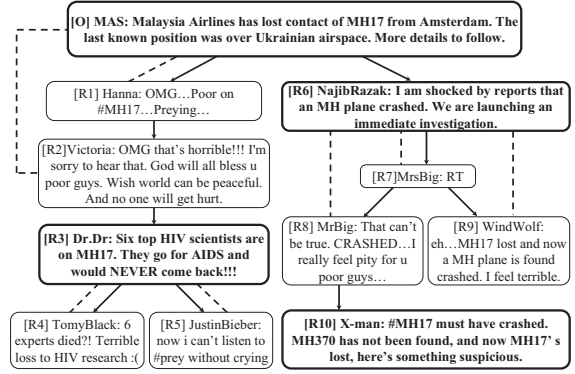 [O] MAS: Malaysia Airlines has lost contact of MH17 from Amsterdam. The
last known position was over Ukrainian airspace. More details to follow.
[R1] Hanna: OMG…Poor on
#MH17…Preying…
[R6] NajibRazak: I am shocked by reports that
an MH plane crashed. We are launching an
immediate investigation.
[R2]Victoria: OMG that's horrible!!! I'm
sorry to hear that. God will all bless u
poor guys. Wish world can be peaceful.
And no one will get hurt.
[R7]MrsBig: RT
[R3] Dr.Dr: Six top HIV scientists are
on MH17. They go for AIDS and
would NEVER come back!!!
[R8] MrBig: That can't
be true. CRASHED…I
really feel pity for u
poor guys…
[R9] WindWolf:
eh…MH17 lost and now
a MH plane is found
crashed. I feel terrible.
[R4] TomyBlack: 6
experts died?! Terrible
loss to HIV research :(
[R5] JustinBieber:
now i can't listen to
#prey without crying
[R10] X-man: #MH17 must have crashed.
MH370 has not been found, and now MH17' s
lost, here's something suspicious.